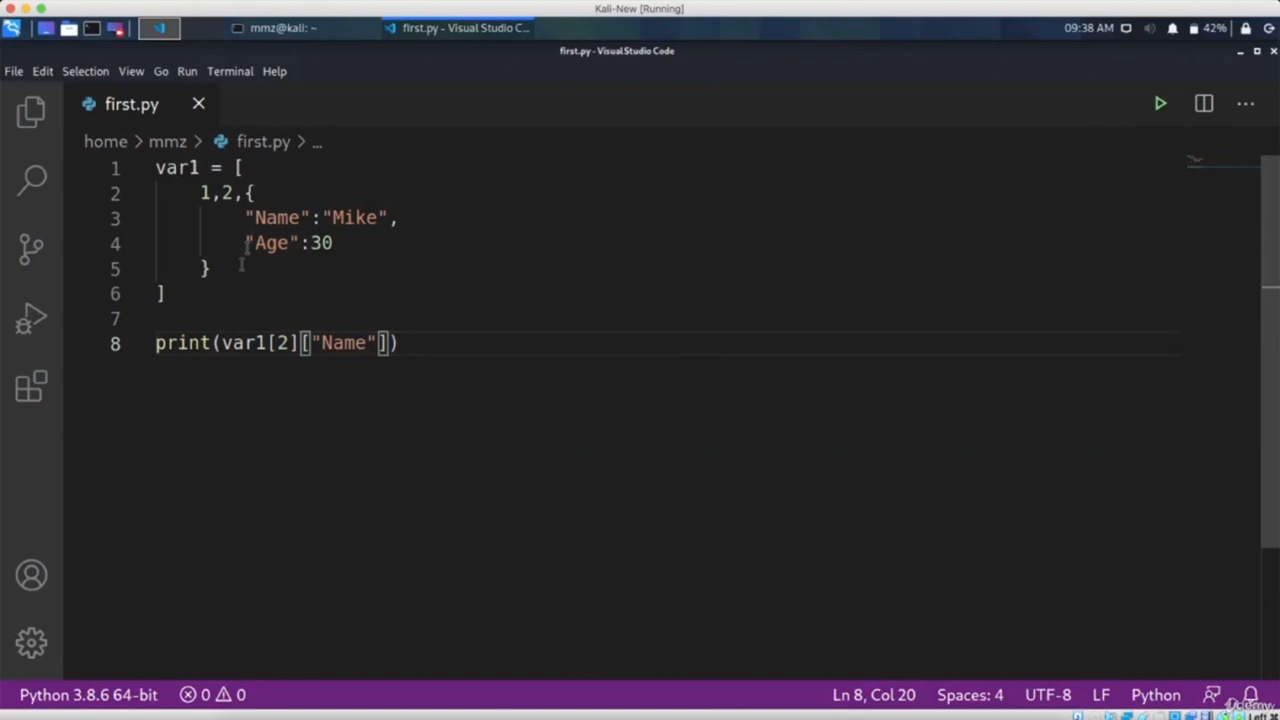 Kali-New [Running]
mmz@kali: ~
first.py - Visual Studio C...
09:38 AM
42%
first.py - Visual Studio Code
File Edit Selection View Go Run Terminal Help
first.py
home > mmz > first.py > ...
1 var1 = [
2 1,2,{
3 "Name":"Mike",
4 "Age":30
5 }
6 ]
7
8 print(var1[2]["Name"])
Python 3.8.6 64-bit 0 0 Ln 8, Col 20 Spaces: 4 UTF-8 LF Python
Udemy
Left ⌘